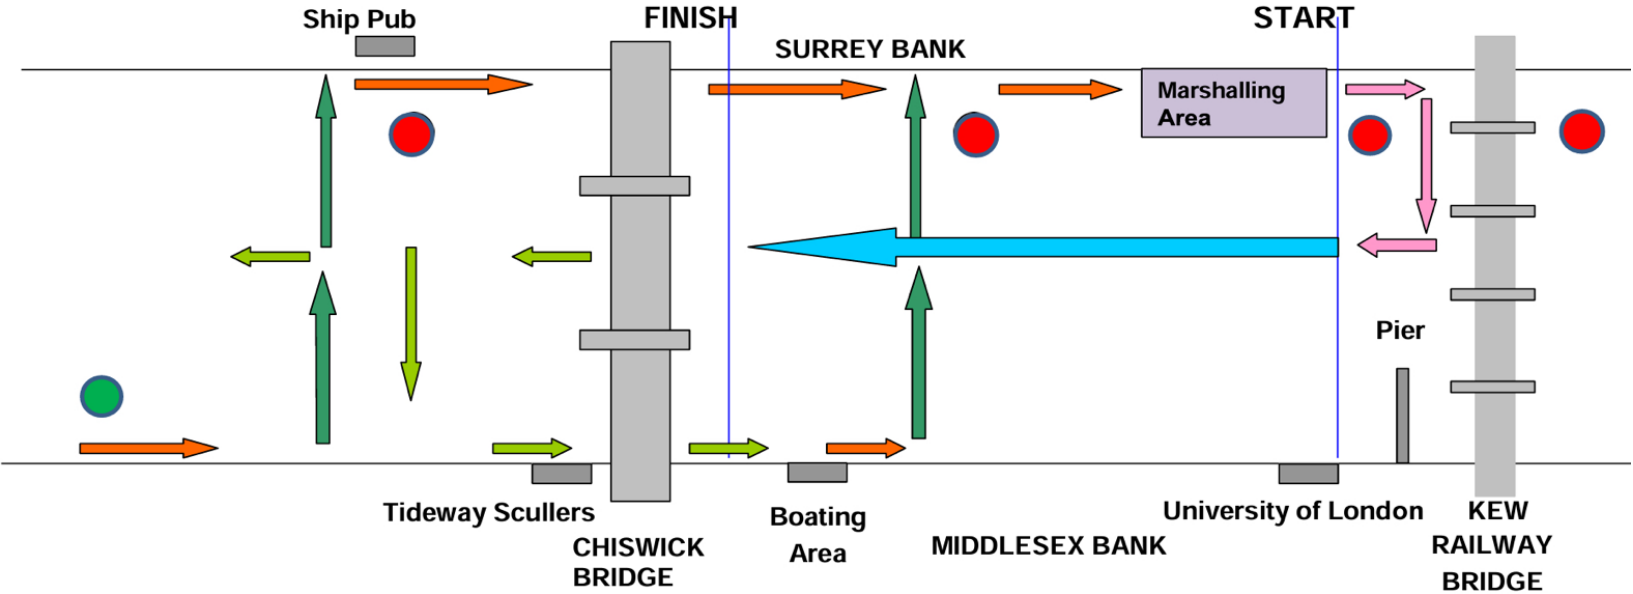 Ship Pub
FINISH
START
SURREY BANK
Marshalling
Area
Pier
Tideway Scullers
CHISWICK
BRIDGE
Boating
Area
MIDDLESEX BANK
University of London
KEW
RAILWAY
BRIDGE